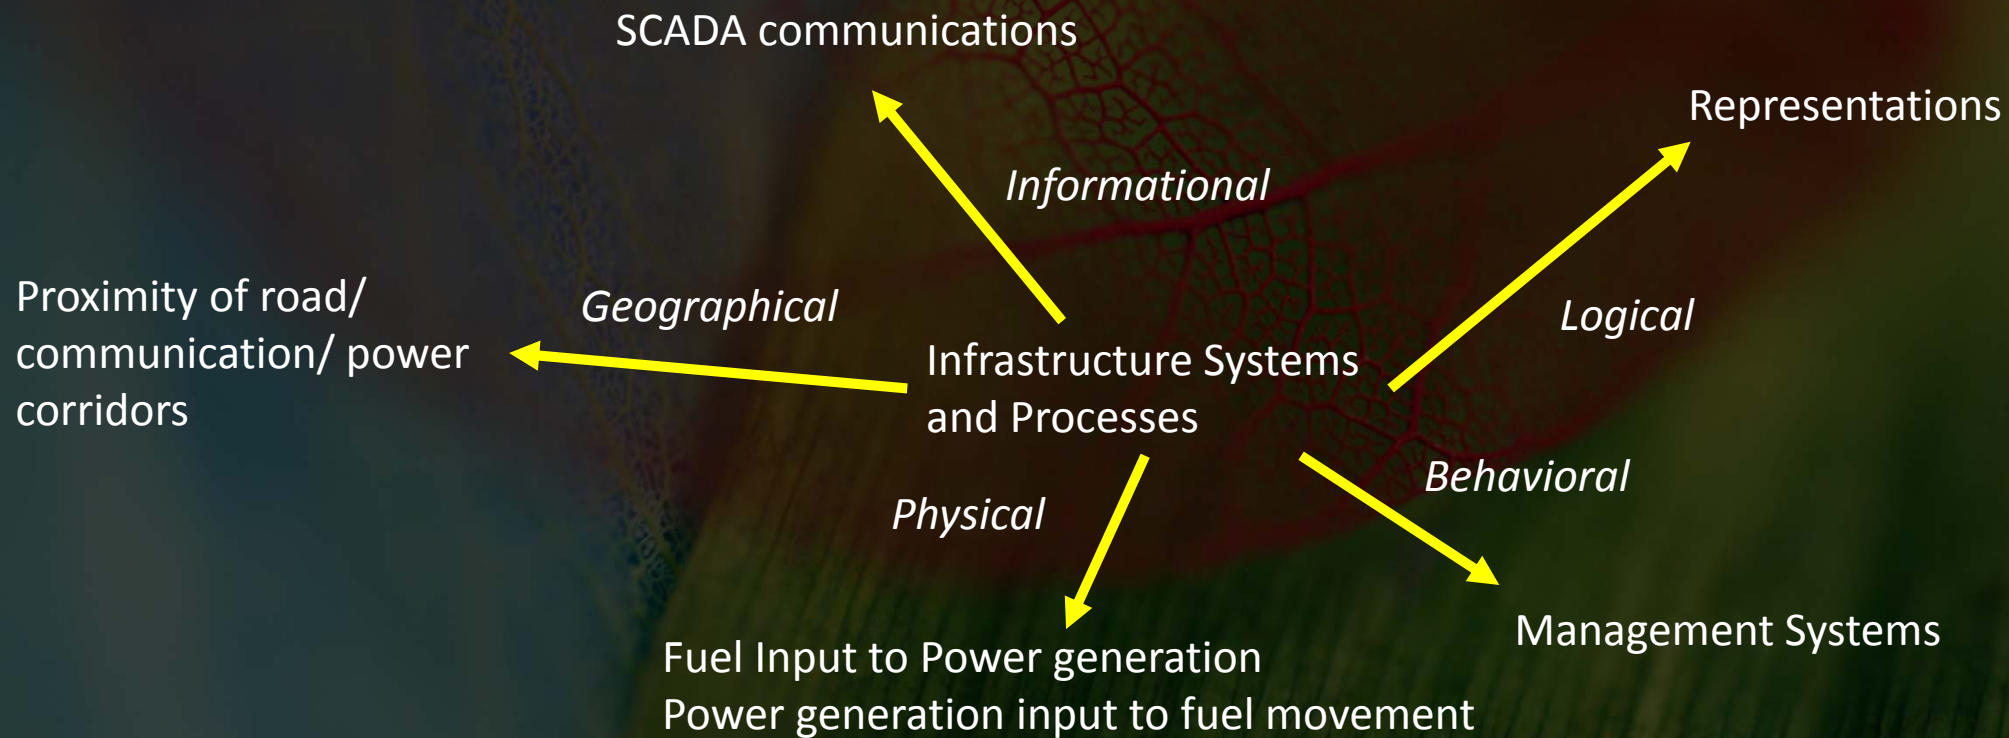 SCADA communications
Representations
Informational
Proximity of road/
communication/ power
corridors
Geographical
Logical
Infrastructure Systems
and Processes
Behavioral
Physical
Management Systems
Fuel Input to Power generation
Power generation input to fuel movement